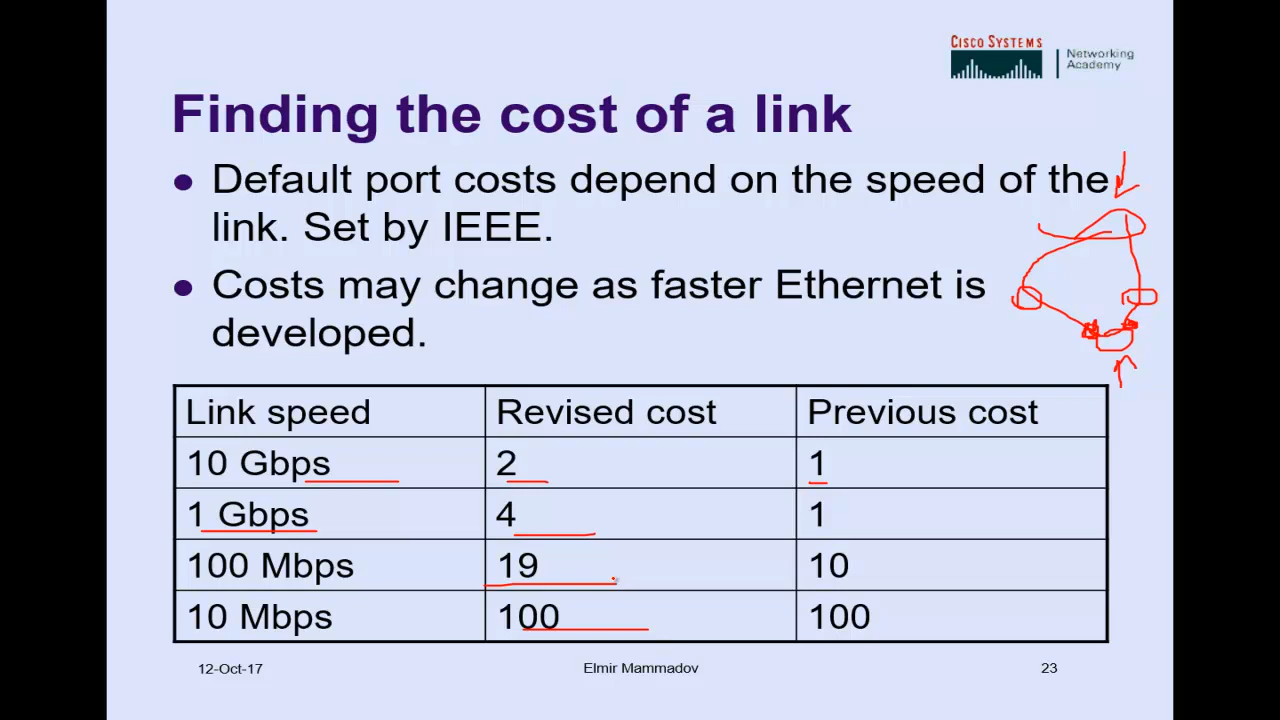 CISCO SYSTEMS
Networking
Academy
Finding the cost of a link
Default port costs depend on the speed of the
link. Set by IEEE.
Costs may change as faster Ethernet is
developed.
Link speed Revised cost Previous cost
10 Gbps 2 1
1 Gbps 4 1
100 Mbps 19 10
10 Mbps 100 100
12-Oct-17 Elmir Mammadov 23